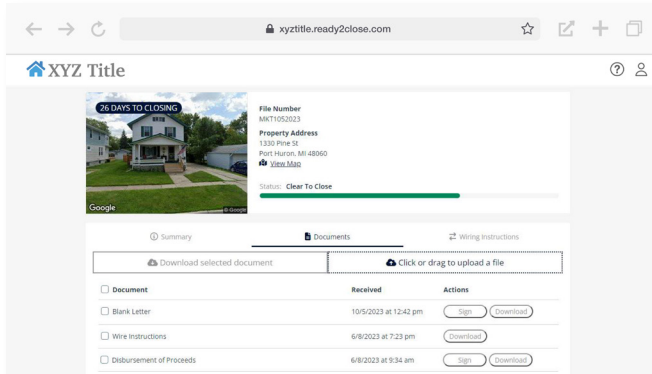 xyztitle.ready2close.com
XYZ Title
26 DAYS TO CLOSING
Google
© Google
File Number
MKT1052023
Property Address
1330 Pine St
Port Huron, MI 48060
View Map
Status: Clear To Close
Summary
Documents
Wiring Instructions
Download selected document
Click or drag to upload a file
Document Received Actions
Blank Letter 10/5/2023 at 12:42 pm Sign Download
Wire Instructions 6/8/2023 at 7:23 pm Download
Disbursement of Proceeds 6/8/2023 at 9:34 am Sign Download